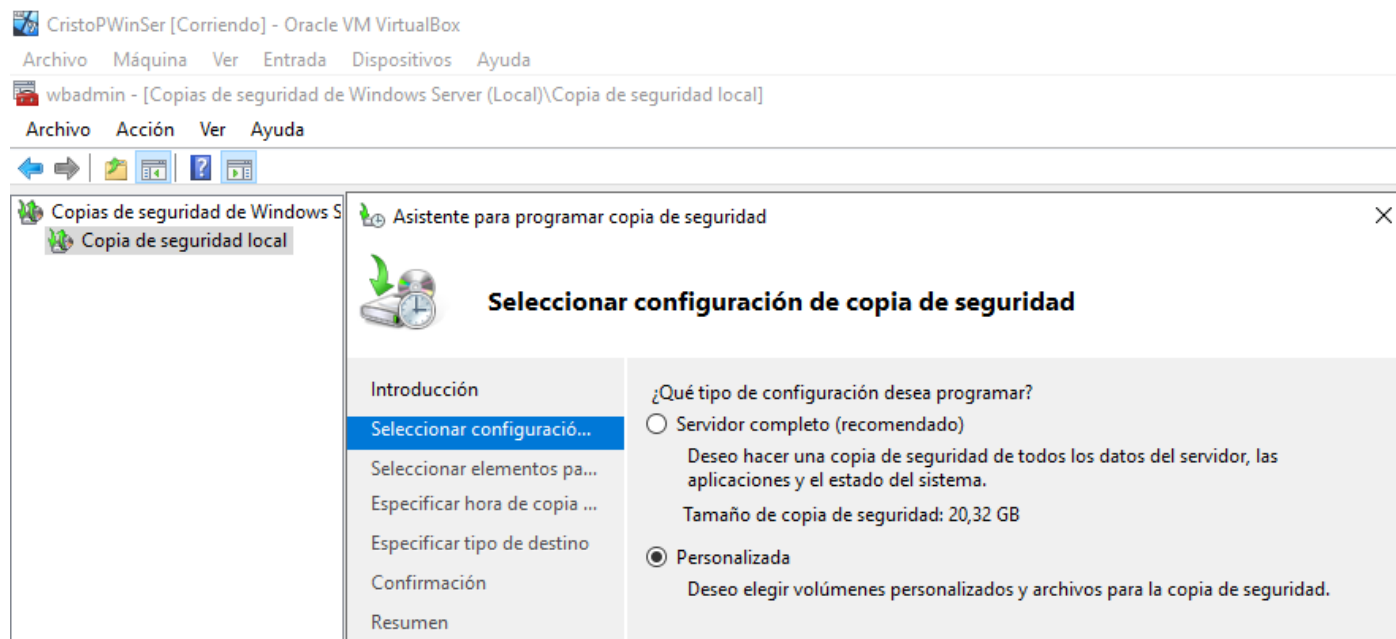 CristoPWinSer [Corriendo] - Oracle VM VirtualBox
Archivo Máquina Ver Entrada Dispositivos Ayuda
wbadmin - [Copias de seguridad de Windows Server (Local)\Copia de seguridad local]
Archivo Acción Ver Ayuda
Copias de seguridad de Windows S
Copia de seguridad local
Asistente para programar copia de seguridad
Seleccionar configuración de copia de seguridad
Introducción
Seleccionar configuració...
Seleccionar elementos pa...
Especificar hora de copia ...
Especificar tipo de destino
Confirmación
Resumen
¿Qué tipo de configuración desea programar?
Servidor completo (recomendado)
Deseo hacer una copia de seguridad de todos los datos del servidor, las
aplicaciones y el estado del sistema.
Tamaño de copia de seguridad: 20,32 GB
Personalizada
Deseo elegir volúmenes personalizados y archivos para la copia de seguridad.